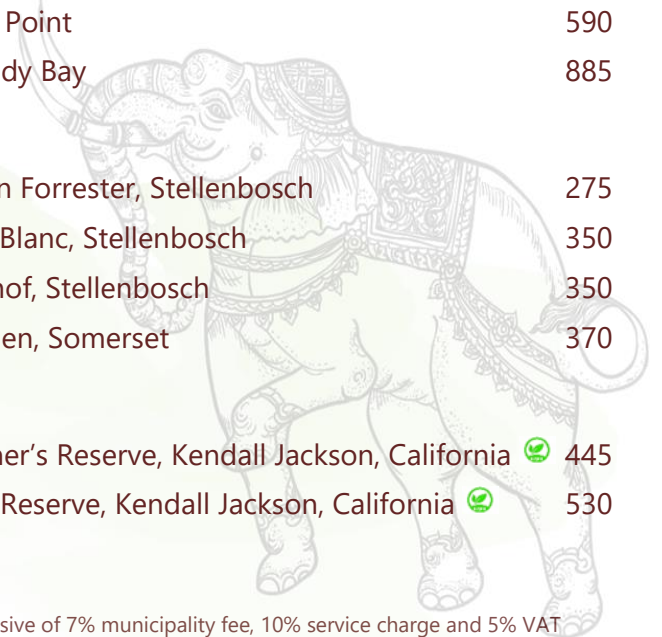 Point 590
dy Bay 885
n Forrester, Stellenbosch 275
Blanc, Stellenbosch 350
hof, Stellenbosch 350
en, Somerset 370
er's Reserve, Kendall Jackson, California 445
Reserve, Kendall Jackson, California 530
sive of 7% municipality fee, 10% service charge and 5% VAT